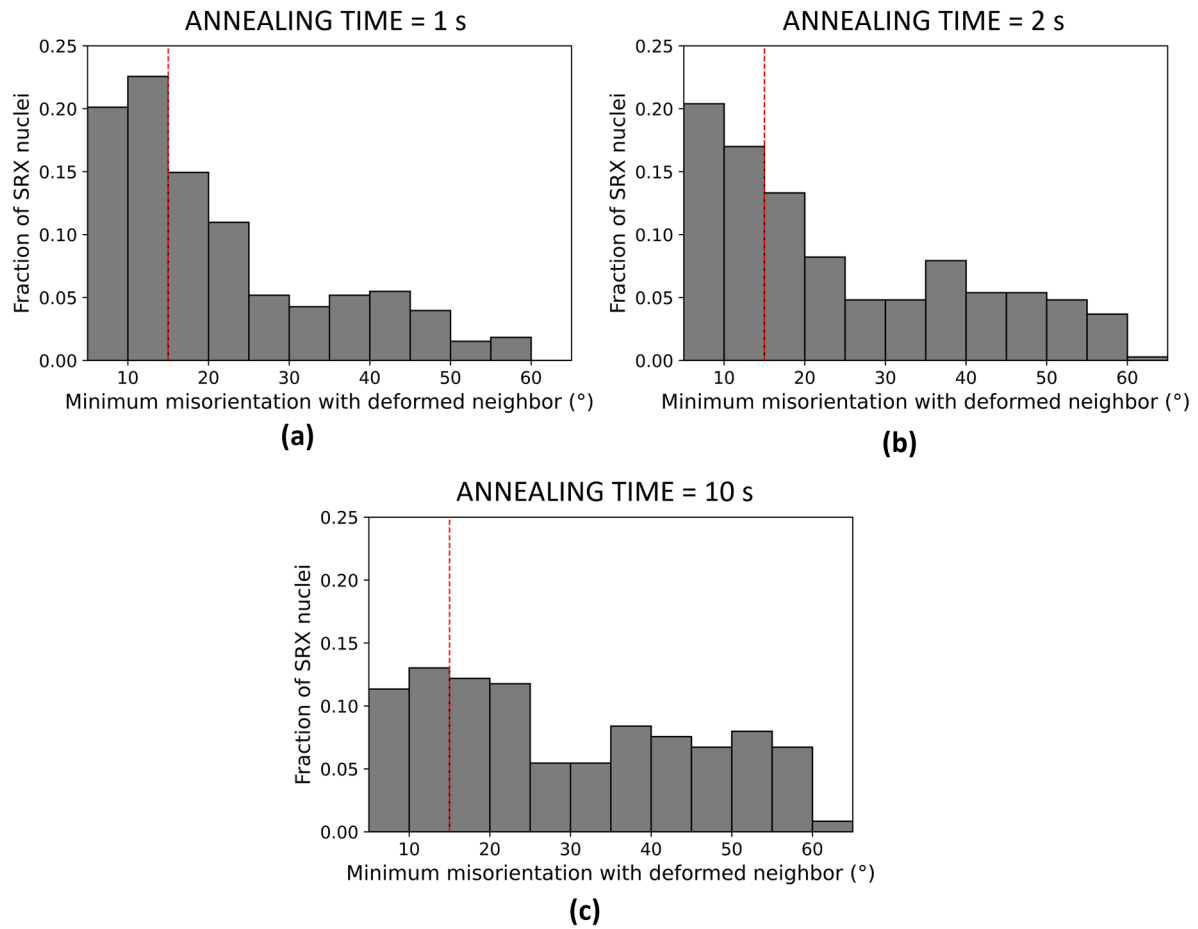 ANNEALING TIME = 1 s
0.25
0.20
0.15
0.10
0.05
0.00
Fraction of SRX nuclei
10 20 30 40 50 60
Minimum misorientation with deformed neighbor (°)
(a)
ANNEALING TIME = 2 s
0.25
0.20
0.15
0.10
0.05
0.00
Fraction of SRX nuclei
10 20 30 40 50 60
Minimum misorientation with deformed neighbor (°)
(b)
ANNEALING TIME = 10 s
0.25
0.20
0.15
0.10
0.05
0.00
Fraction of SRX nuclei
10 20 30 40 50 60
Minimum misorientation with deformed neighbor (°)
(c)